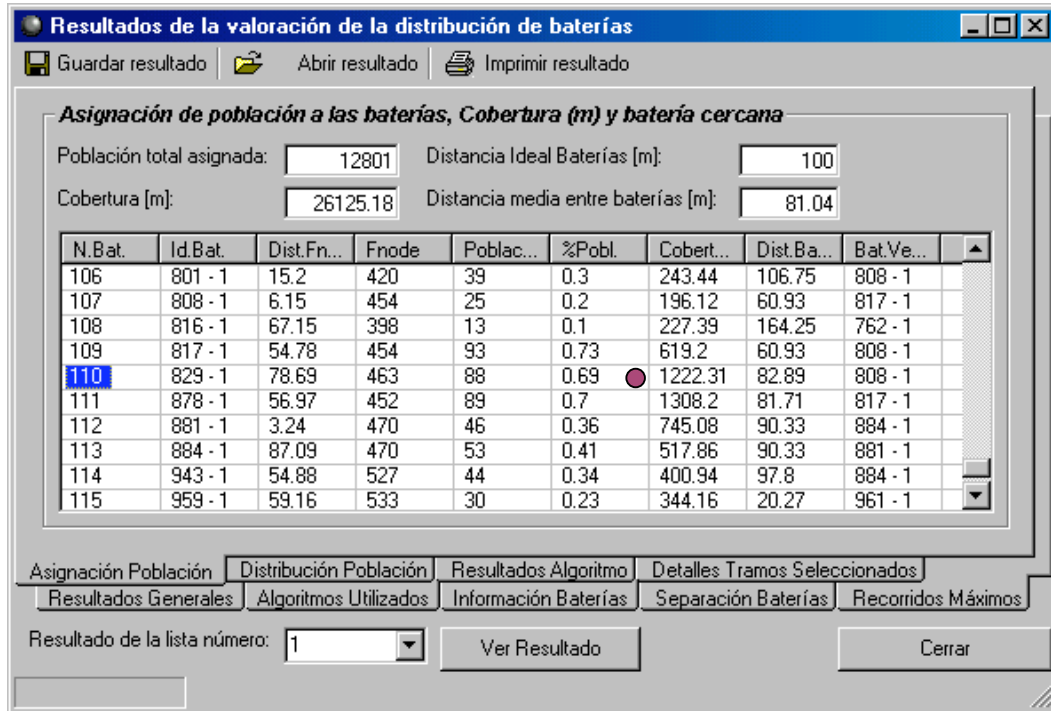 Resultados de la valoración de la distribución de baterías
Guardar resultado Abrir resultado Imprimir resultado
Asignación de población a las baterías, Cobertura (m) y batería cercana
Población total asignada: 12801 Distancia Ideal Baterías [m]: 100
Cobertura [m]: 26125.18 Distancia media entre baterías [m]: 81.04
N.Bat. Id.Bat. Dist.Fn... Fnode Poblac... %Pobl. Cobert... Dist.Ba... Bat.Ve...
106 801 - 1 15.2 420 39 0.3 243.44 106.75 808 - 1
107 808 - 1 6.15 454 25 0.2 196.12 60.93 817 - 1
108 816 - 1 67.15 398 13 0.1 227.39 164.25 762 - 1
109 817 - 1 54.78 454 93 0.73 619.2 60.93 808 - 1
110 829 - 1 78.69 463 88 0.69 1222.31 82.89 808 - 1
111 878 - 1 56.97 452 89 0.7 1308.2 81.71 817 - 1
112 881 - 1 3.24 470 46 0.36 745.08 90.33 884 - 1
113 884 - 1 87.09 470 53 0.41 517.86 90.33 881 - 1
114 943 - 1 54.88 527 44 0.34 400.94 97.8 884 - 1
115 959 - 1 59.16 533 30 0.23 344.16 20.27 961 - 1
Asignación Población Distribución Población Resultados Algoritmo Detalles Tramos Seleccionados
Resultados Generales Algoritmos Utilizados Información Baterías Separación Baterías Recorridos Máximos
Resultado de la lista número: 1 Ver Resultado Cerrar